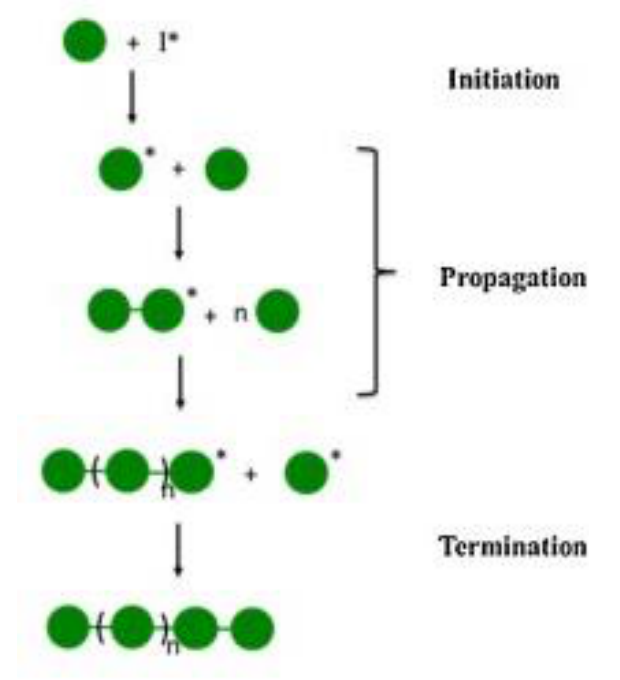 + I*
Initiation
* +
* + n
Propagation
( ) n * + *
Termination
( ) n